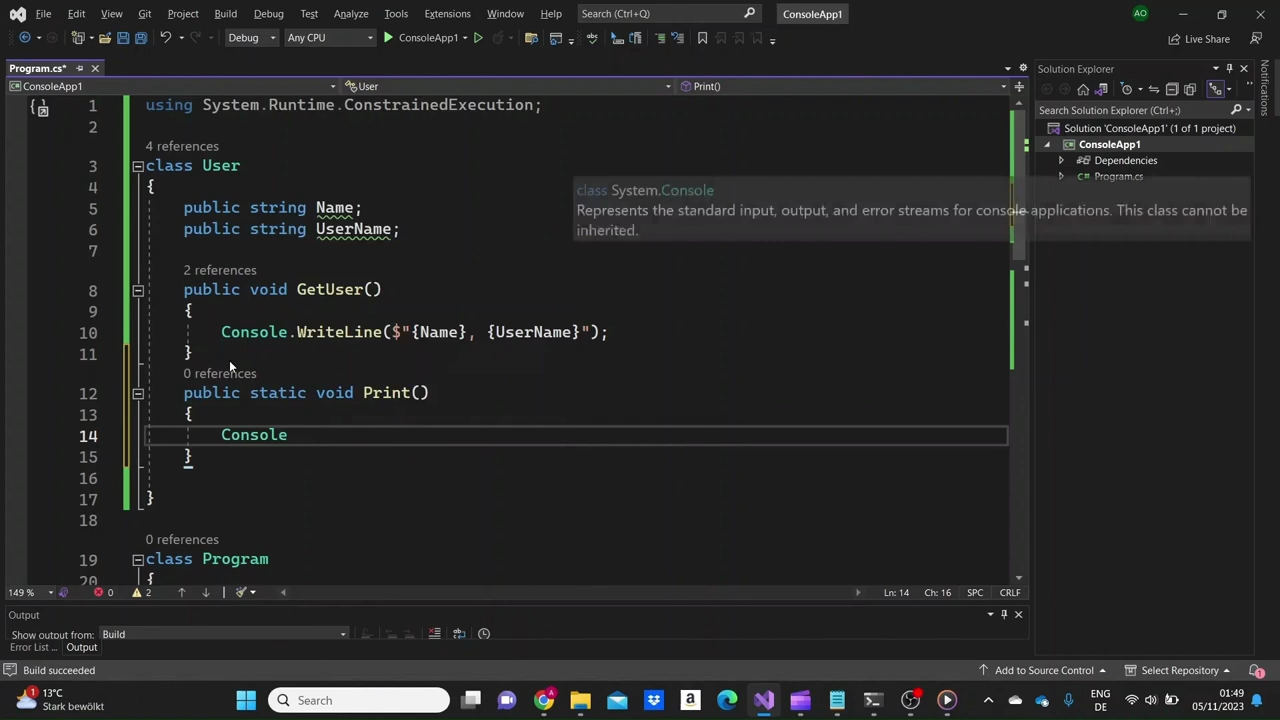 File Edit View Git Project Build Debug Test Analyze Tools Extensions Window Help Search (Ctrl+Q) ConsoleApp1 AO
Debug Any CPU ConsoleApp1 Live Share
Program.cs* Solution Explorer
ConsoleApp1 User Print() Search Solution Explorer (Ctrl+;)
Solution 'ConsoleApp1' (1 of 1 project)
ConsoleApp1
Dependencies
Program.cs
Notifications
1 using System.Runtime.ConstrainedExecution;
2
4 references
3 class User
4 {
5 public string Name;
6 public string UserName;
7
class System.Console
Represents the standard input, output, and error streams for console applications. This class cannot be
inherited.
2 references
8 public void GetUser()
9 {
10 Console.WriteLine($"{Name}, {UserName}");
11 }
0 references
12 public static void Print()
13 {
14 Console
15 }
16
17 }
18
0 references
19 class Program
20 {
149 % 0 2 Ln: 14 Ch: 16 SPC CRLF
Output
Show output from: Build
Error List ... Output
Build succeeded Add to Source Control Select Repository 1
1 13°C
Stark bewölkt
Search
ENG
DE
01:49
05/11/2023